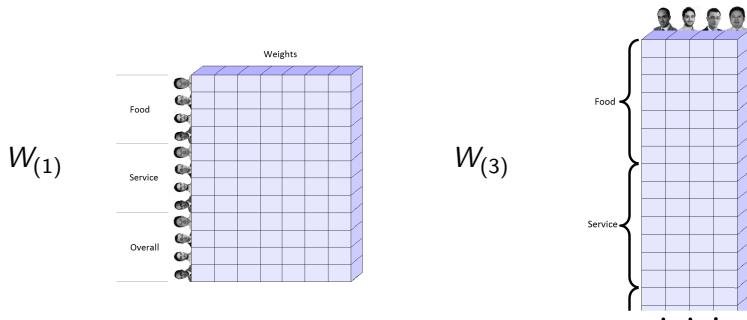 Weights
Food
Service
Overall
W(1)
Food
Service
W(3)